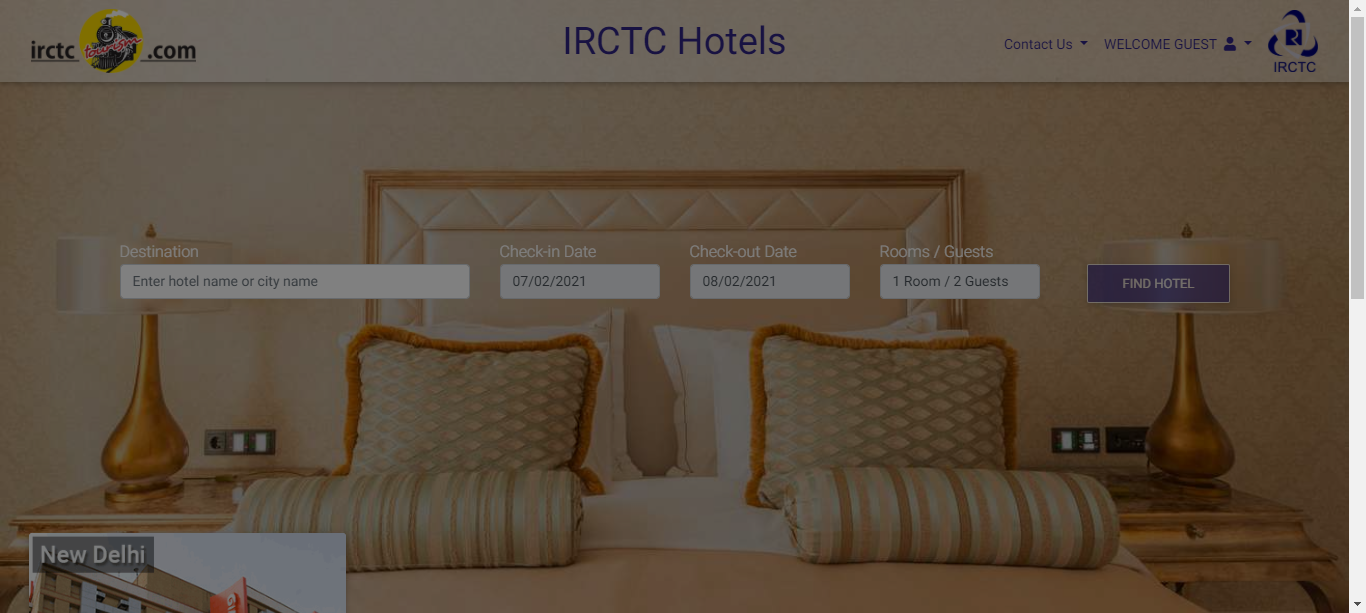 irctc tourism .com
IRCTC Hotels
Contact Us
WELCOME GUEST
IRCTC
Destination
Check-in Date
Check-out Date
Rooms / Guests
Enter hotel name or city name
07/02/2021
08/02/2021
1 Room / 2 Guests
FIND HOTEL
New Delhi